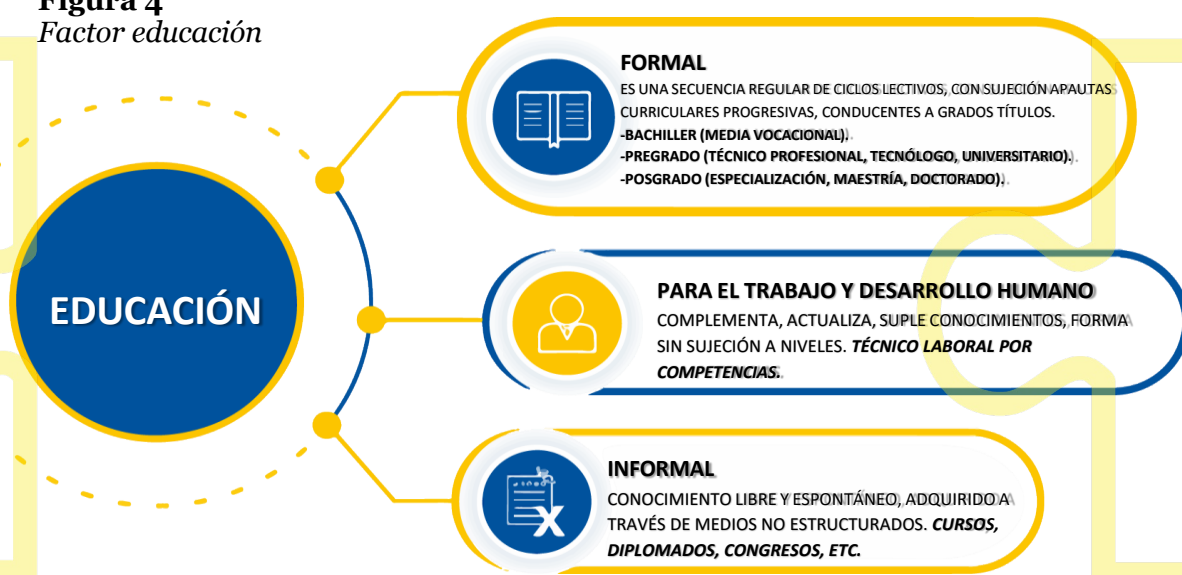 Figura 4
Factor educación
FORMAL
ES UNA SECUENCIA REGULAR DE CICLOS LECTIVOS, CON SUJECIÓN APAUTAS
CURRICULARES PROGRESIVAS, CONDUCENTES A GRADOS TÍTULOS.
-BACHILLER (MEDIA VOCACIONAL).
-PREGRADO (TÉCNICO PROFESIONAL, TECNÓLOGO, UNIVERSITARIO).
-POSGRADO (ESPECIALIZACIÓN, MAESTRÍA, DOCTORADO).
EDUCACIÓN
PARA EL TRABAJO Y DESARROLLO HUMANO
COMPLEMENTA, ACTUALIZA, SUPLE CONOCIMIENTOS, FORMA
SIN SUJECIÓN A NIVELES. TÉCNICO LABORAL POR
COMPETENCIAS.
INFORMAL
CONOCIMIENTO LIBRE Y ESPONTÁNEO, ADQUIRIDO A
TRAVÉS DE MEDIOS NO ESTRUCTURADOS. CURSOS,
DIPLOMADOS, CONGRESOS, ETC.